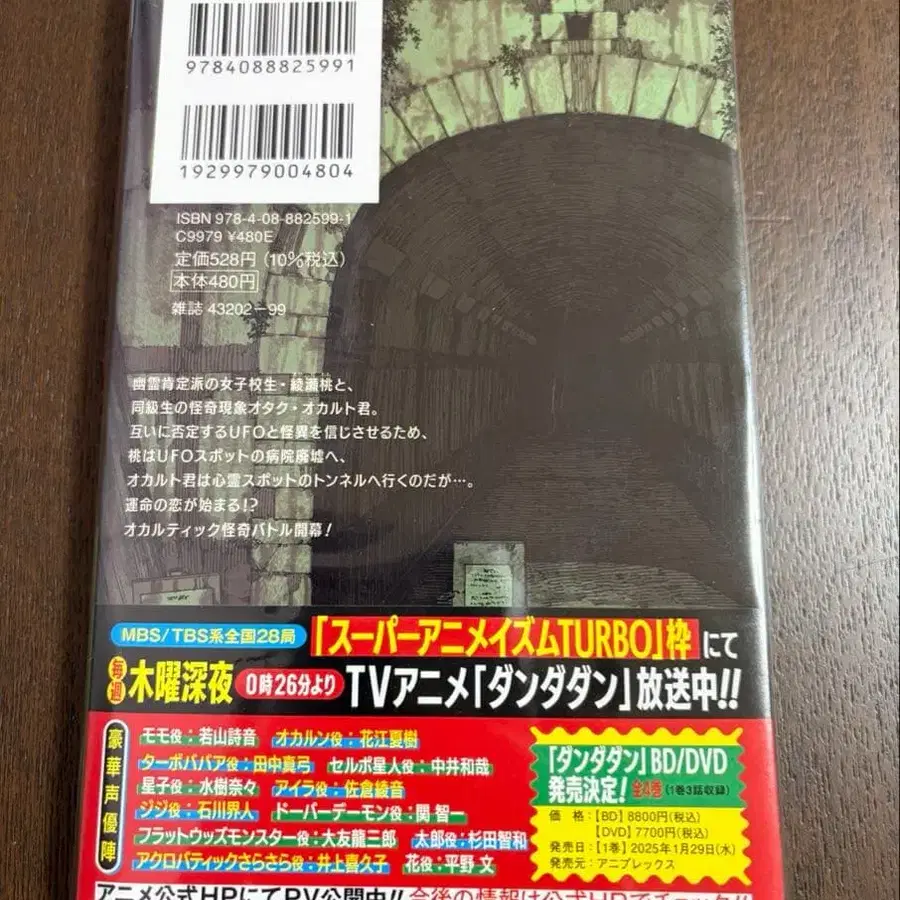 9784088825991
1929979004804
ISBN 978-4-08-882599-1
C9979 ¥480E
定価528円(10%税込)
本体480円
雑誌 43202-99
幽霊肯定派の女子校生・綾瀬桃と、
同級生の怪奇現象オタク・オカルト君。
互いに否定するUFOと怪異を信じさせるため、
桃はUFOスポットの病院廃墟へ、
オカルト君は心霊スポットのトンネルへ行くのだが…。
運命の恋が始まる!?
オカルティック怪奇バトル開幕!
MBS/TBS系全国28局 「スーパーアニメイズムTURBO」枠 にて
毎週 木曜深夜 0時26分より TVアニメ「ダンダダン」放送中!!
豪華声優陣
モモ役:若山詩音 オカルン役:花江夏樹
ターボババア役:田中真弓 セルポ星人役:中井和哉
星子役:水樹奈々 アイラ役:佐倉綾音
ジジ役:石川界人 ドーバーデーモン役:関 智一
フラットウッズモンスター役:大友龍三郎 太郎役:杉田智和
アクロバティックさらさら役:井上喜久子 花役:平野 文
「ダンダダン」BD/DVD
発売決定! 全4巻(1巻3話収録)
価 格:【BD】8800円(税込)
【DVD】7700円(税込)
発売日:【1巻】2025年1月29日(水)
発売元:アニプレックス
アニメ公式HPにてPV公開中!! 今後の情報は公式HPでチェック!!